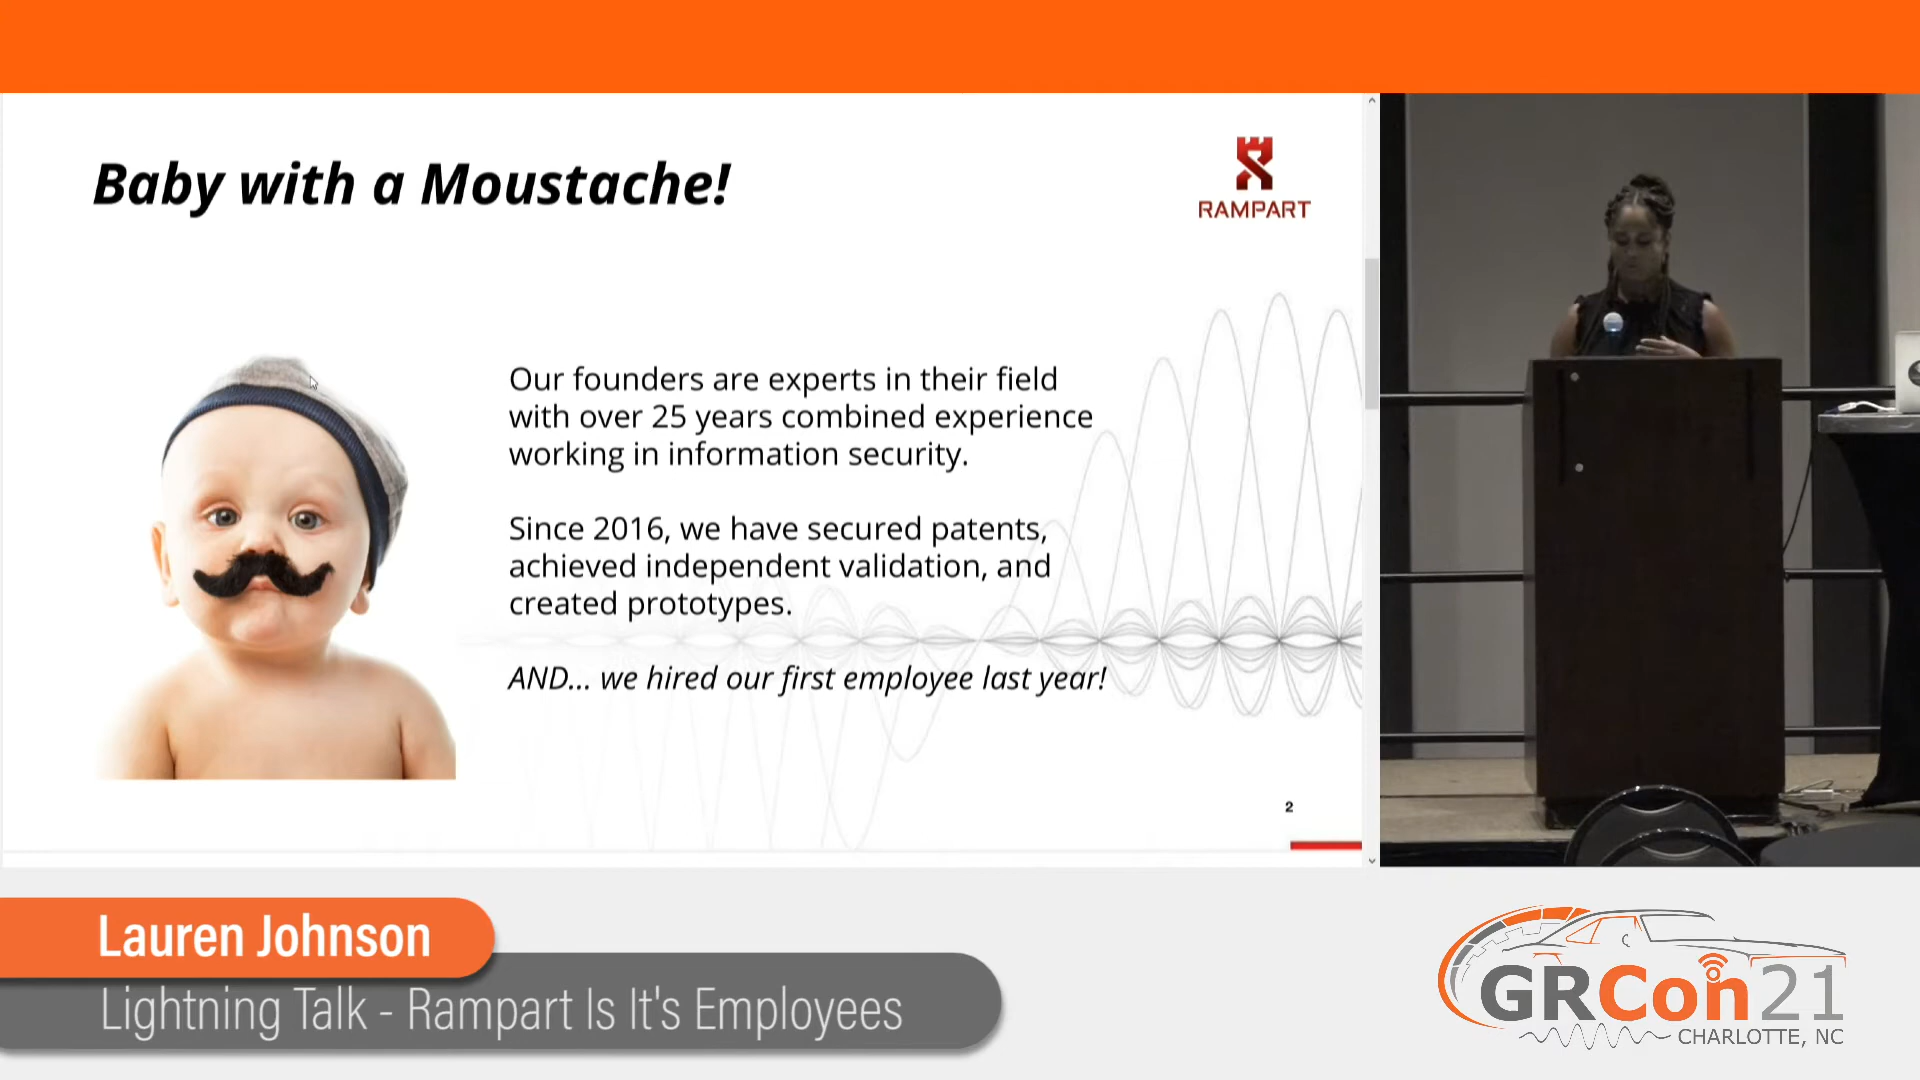 Baby with a Moustache!
RAMPART
Our founders are experts in their field
with over 25 years combined experience
working in information security.
Since 2016, we have secured patents,
achieved independent validation, and
created prototypes.
AND... we hired our first employee last year!
2
Lauren Johnson
Lightning Talk - Rampart Is It's Employees
GRCon21
CHARLOTTE, NC